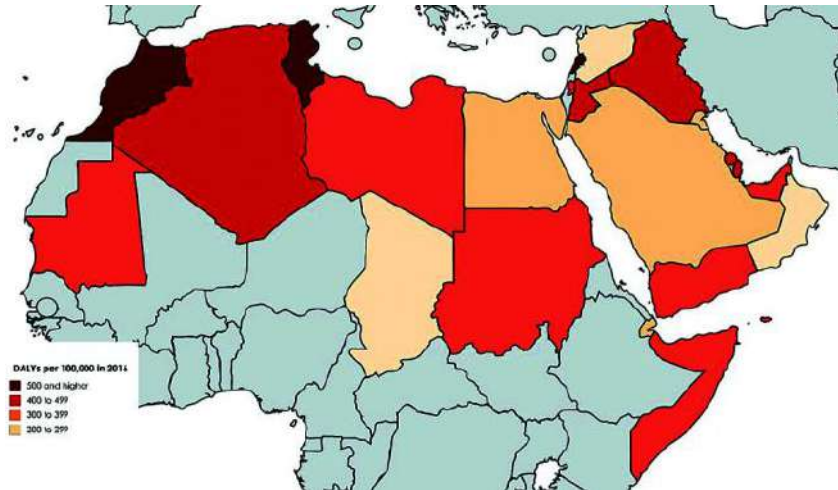 DALYs per 100,000 in 2016
500 and higher
400 to 499
300 to 399
200 to 299